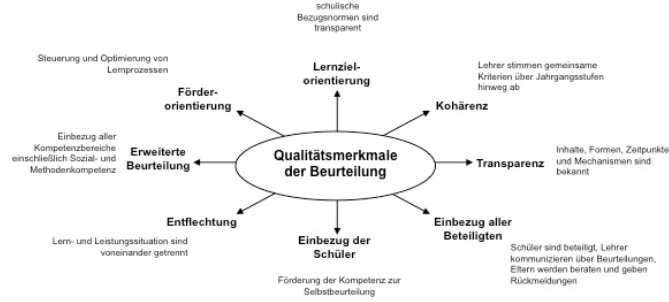 schulische
Bezugsnormen sind
transparent
Lernziel-
orientierung
Steuerung und Optimierung von
Lernprozessen
Förder-
orientierung
Lehrer stimmen gemeinsame
Kriterien über Jahrgangsstufen
hinweg ab
Kohärenz
Einbezug aller
Kompetenzbereiche
einschließlich Sozial- und
Methodenkompetenz
Erweiterte
Beurteilung
Qualitätsmerkmale
der Beurteilung
Transparenz
Inhalte, Formen, Zeitpunkte
und Mechanismen sind
bekannt
Entflechtung
Lern- und Leistungssituation sind
voneinander getrennt
Einbezug der
Schüler
Förderung der Kompetenz zur
Selbstbeurteilung
Einbezug aller
Beteiligten
Schüler sind beteiligt, Lehrer
kommunizieren über Beurteilungen,
Eltern werden beraten und geben
Rückmeldungen